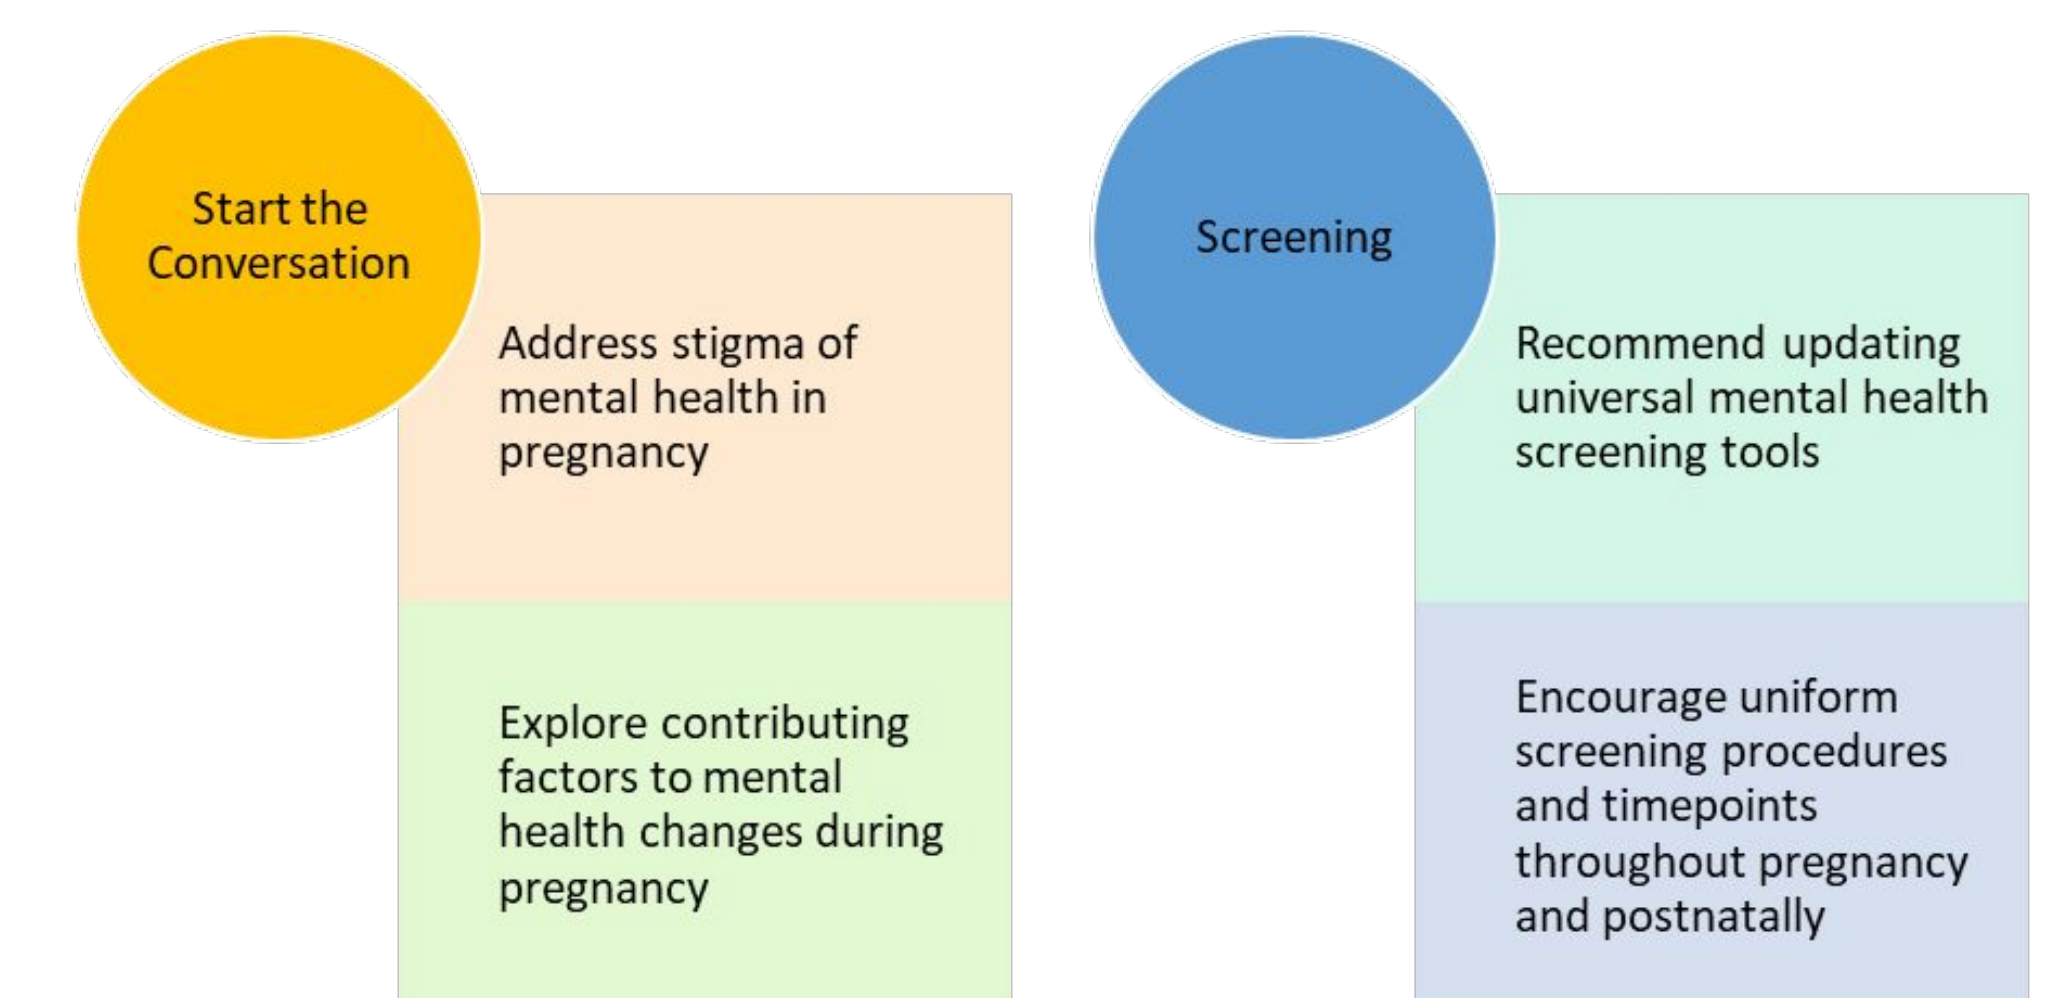 Start the
Conversation
Address stigma of
mental health in
pregnancy
Explore contributing
factors to mental
health changes during
pregnancy
Screening
Recommend updating
universal mental health
screening tools
Encourage uniform
screening procedures
and timepoints
throughout pregnancy
and postnatally